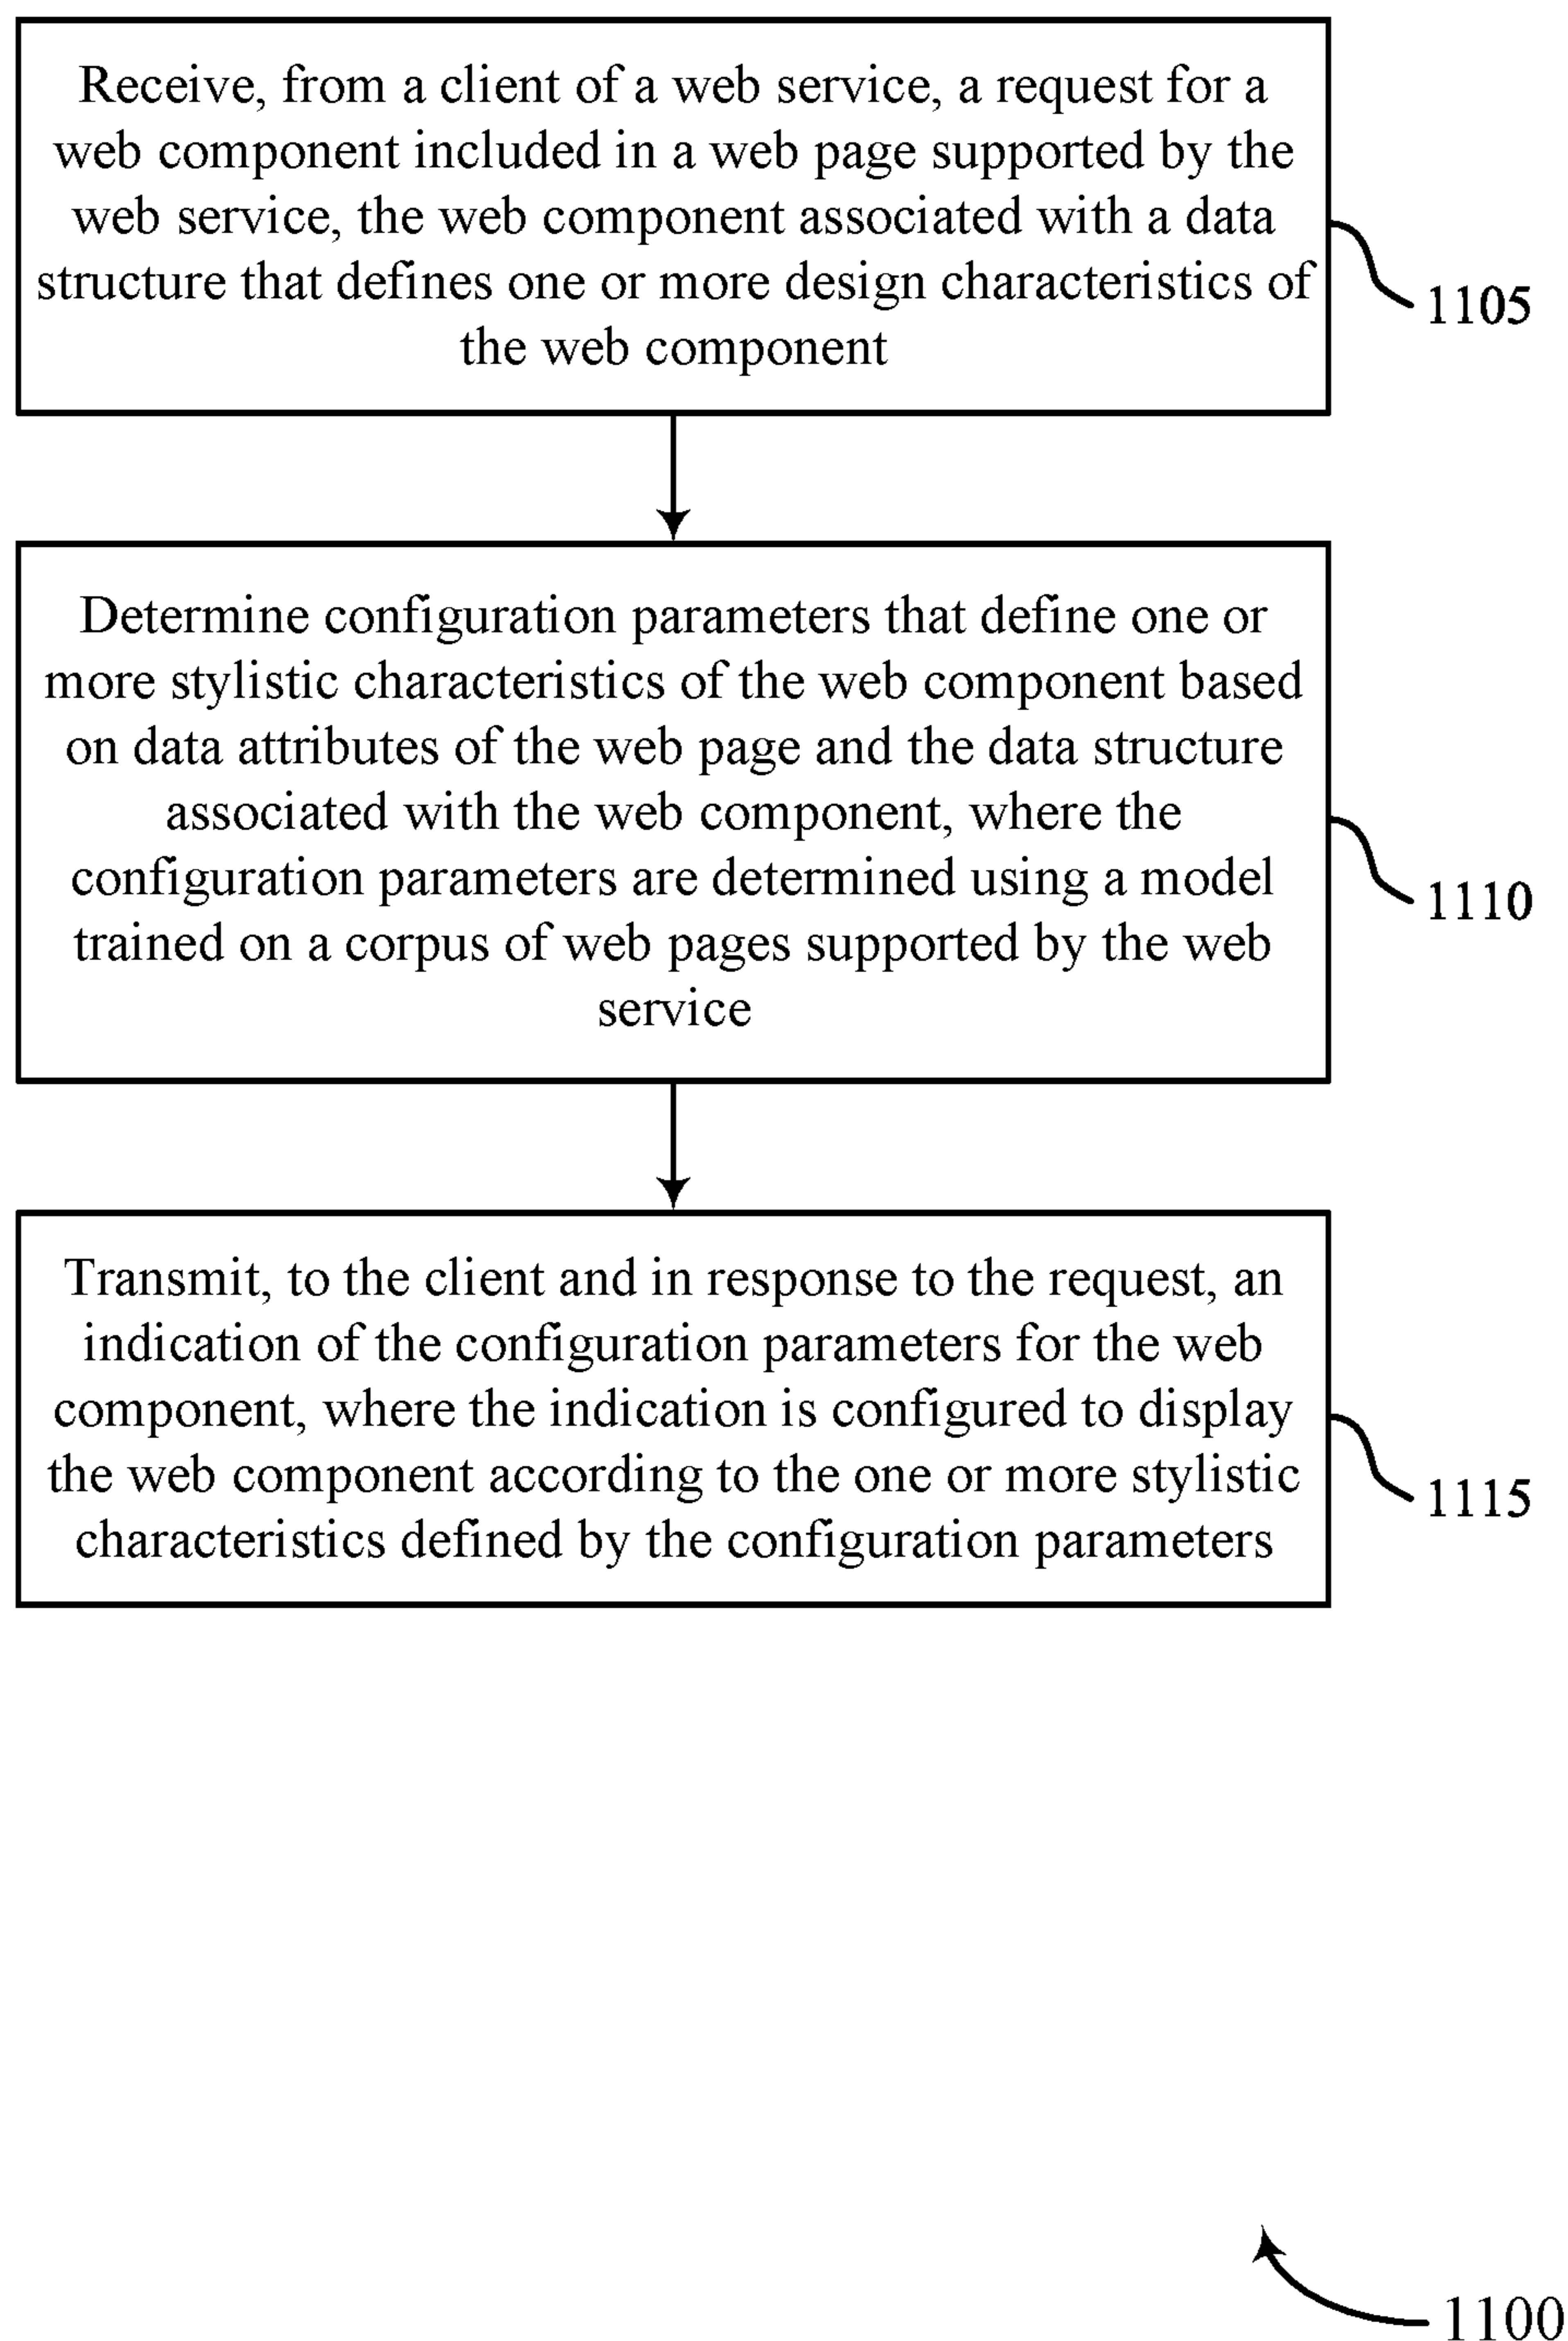 Receive, from a client of a web service, a request for a
web component included in a web page supported by the
web service, the web component associated with a data
structure that defines one or more design characteristics of
the web component
1105
Determine configuration parameters that define one or
more stylistic characteristics of the web component based
on data attributes of the web page and the data structure
associated with the web component, where the
configuration parameters are determined using a model
trained on a corpus of web pages supported by the web
service
1110
Transmit, to the client and in response to the request, an
indication of the configuration parameters for the web
component, where the indication is configured to display
the web component according to the one or more stylistic
characteristics defined by the configuration parameters
1115
1100